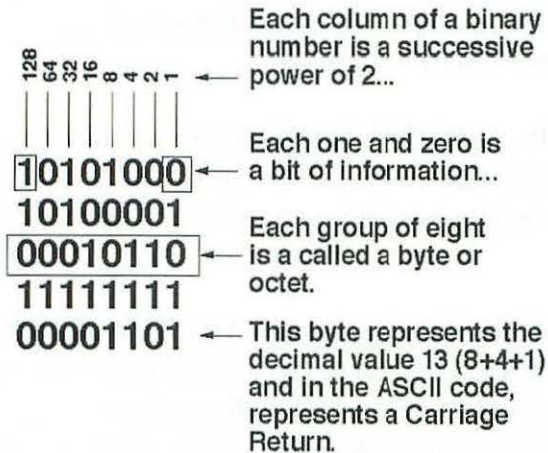 Each column of a binary
number is a successive
power of 2...
128 64 32 16 8 4 2 1
Each one and zero is
a bit of information...
10101000
10100001
Each group of eight
is a called a byte or
octet.
00010110
11111111
00001101
This byte represents the
decimal value 13 (8+4+1)
and in the ASCII code,
represents a Carriage
Return.